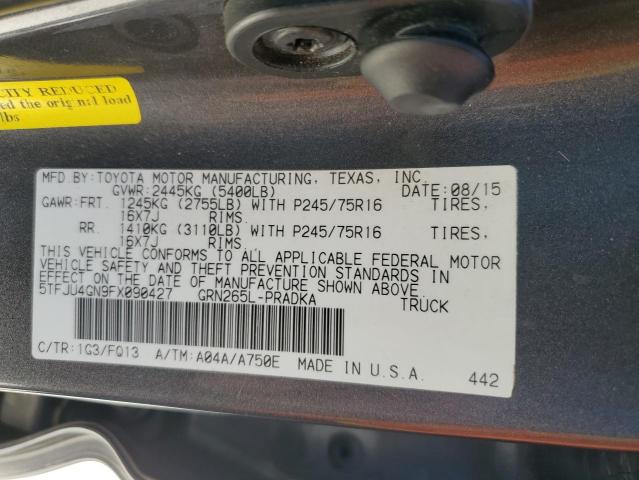 CITY REDUCED
ed the original load
lbs
MFD.BY:TOYOTA MOTOR MANUFACTURING, TEXAS, INC.
GVWR:2445KG (5400LB) DATE:08/15
GAWR:FRT. 1245KG (2755LB) WITH P245/75R16 TIRES,
16X7J RIMS.
RR. 1410KG (3110LB) WITH P245/75R16 TIRES,
16X7J RIMS.
THIS VEHICLE CONFORMS TO ALL APPLICABLE FEDERAL MOTOR
VEHICLE SAFETY AND THEFT PREVENTION STANDARDS IN
EFFECT ON THE DATE OF MANUFACTURE SHOWN ABOVE.
5TFJU4GN9FX090427 GRN265L-PRADKA TRUCK
C/TR:1G3/FQ13 A/TM:A04A/A750E MADE IN U.S.A. 442